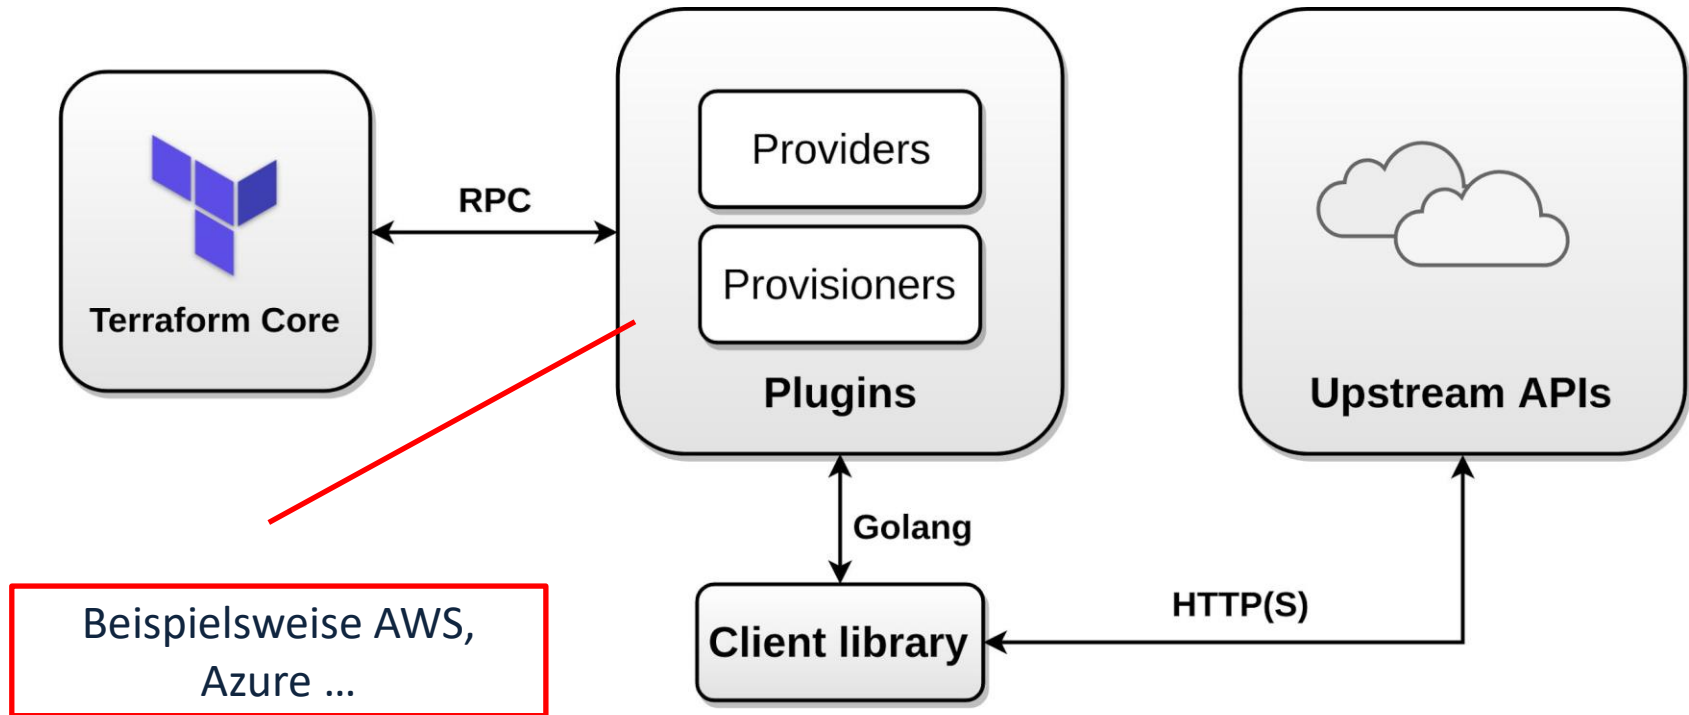 Terraform Core
RPC
Providers
Provisioners
Plugins
Upstream APIs
Golang
Client library
HTTP(S)
Beispielsweise AWS,
Azure ...